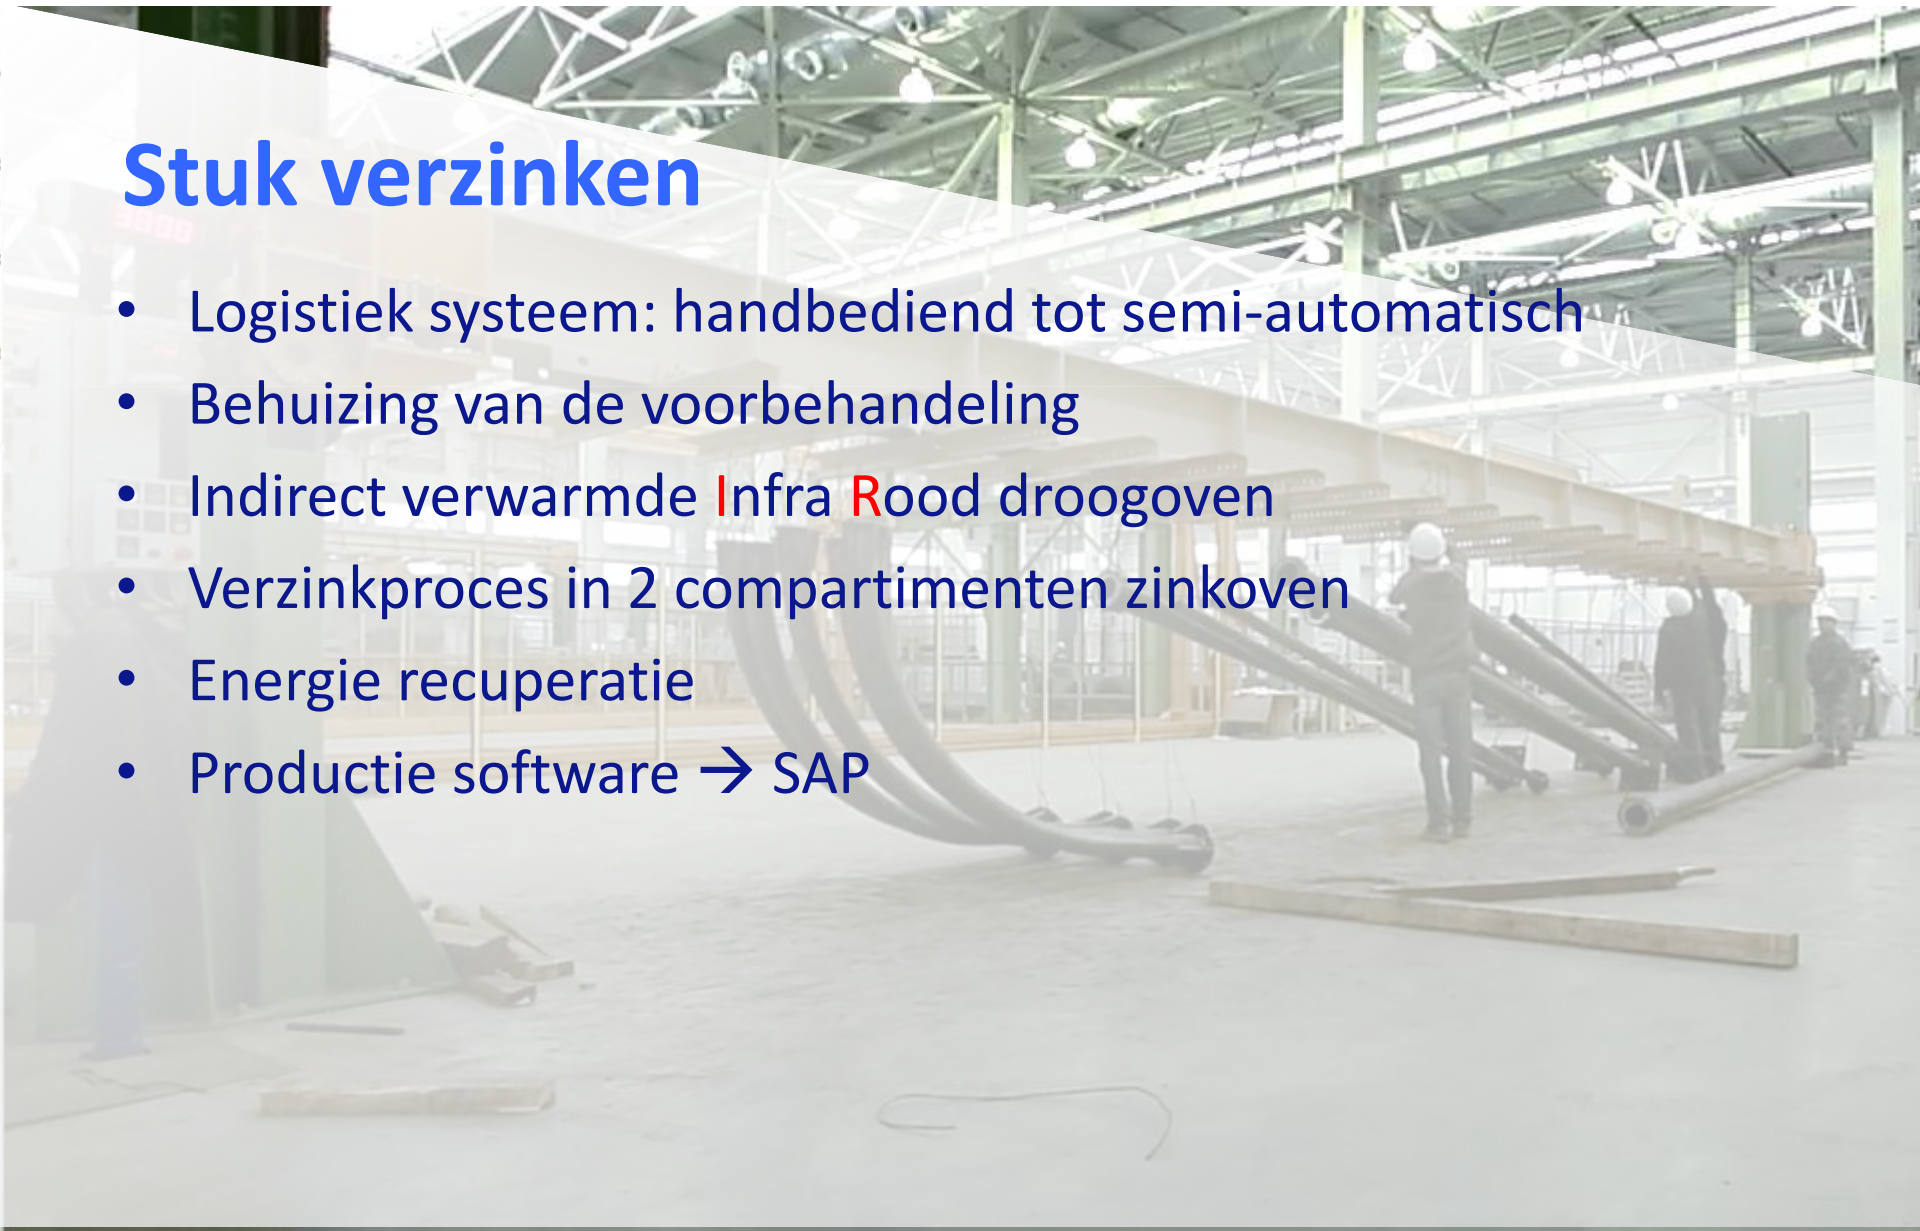 Stuk verzinken
• Logistiek systeem: handbediend tot semi-automatisch
• Behuizing van de voorbehandeling
• Indirect verwarmde Infra Rood droogoven
• Verzinkproces in 2 compartimenten zinkoven
• Energie recuperatie
• Productie software → SAP